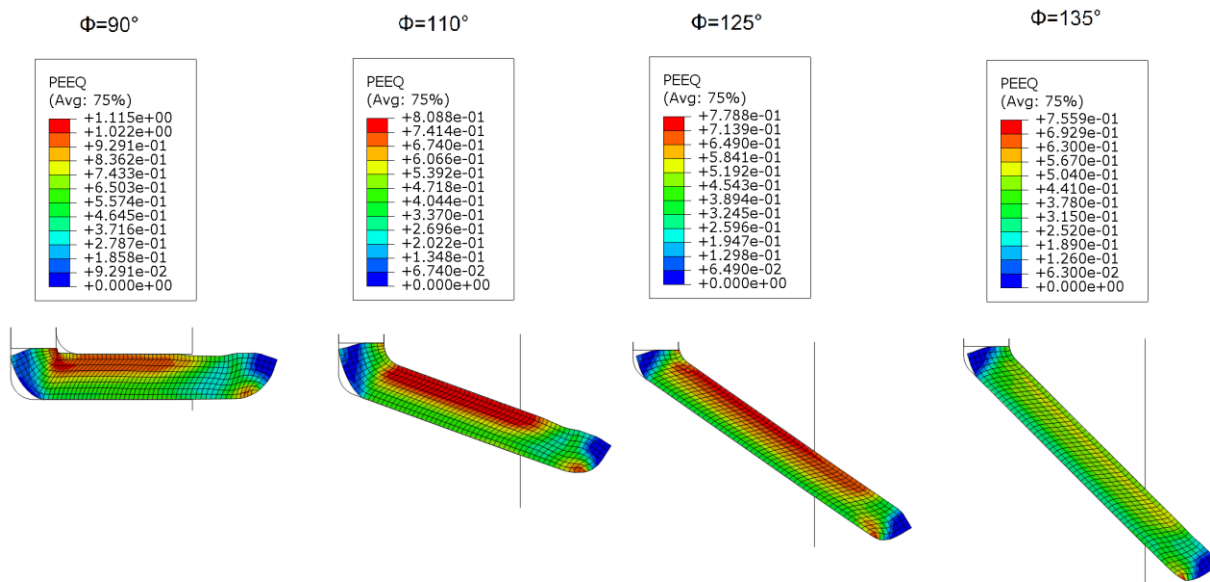 Φ=90°
PEEQ
(Avg: 75%)
+1.115e+00
+1.022e+00
+9.291e-01
+8.362e-01
+7.433e-01
+6.503e-01
+5.574e-01
+4.645e-01
+3.716e-01
+2.787e-01
+1.858e-01
+9.291e-02
+0.000e+00
Φ=110°
PEEQ
(Avg: 75%)
+8.088e-01
+7.414e-01
+6.740e-01
+6.066e-01
+5.392e-01
+4.718e-01
+4.044e-01
+3.370e-01
+2.696e-01
+2.022e-01
+1.348e-01
+6.740e-02
+0.000e+00
Φ=125°
PEEQ
(Avg: 75%)
+7.788e-01
+7.139e-01
+6.490e-01
+5.841e-01
+5.192e-01
+4.543e-01
+3.894e-01
+3.245e-01
+2.596e-01
+1.947e-01
+1.298e-01
+6.490e-02
+0.000e+00
Φ=135°
PEEQ
(Avg: 75%)
+7.559e-01
+6.929e-01
+6.300e-01
+5.670e-01
+5.040e-01
+4.410e-01
+3.780e-01
+3.150e-01
+2.520e-01
+1.890e-01
+1.260e-01
+6.300e-02
+0.000e+00